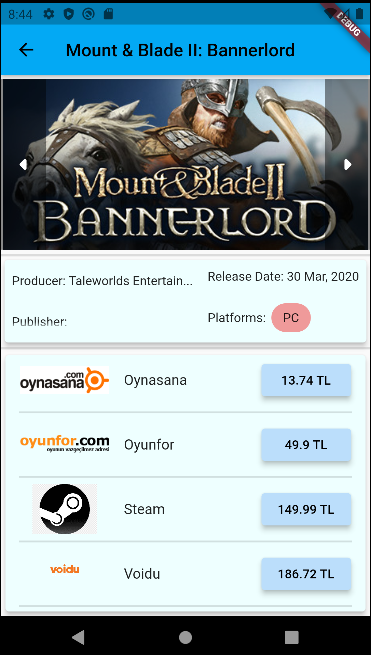 8:44
DEBUG
Mount & Blade II: Bannerlord
Mount & Blade II
BANNERLORD
Producer: Taleworlds Entertain...
Release Date: 30 Mar, 2020
Publisher:
Platforms: PC
.com
oynasana
Oynasana
13.74 TL
oyunfor.com
oyunun vazgeçilmez adresi
Oyunfor
49.9 TL
Steam
149.99 TL
voidu
Voidu
186.72 TL